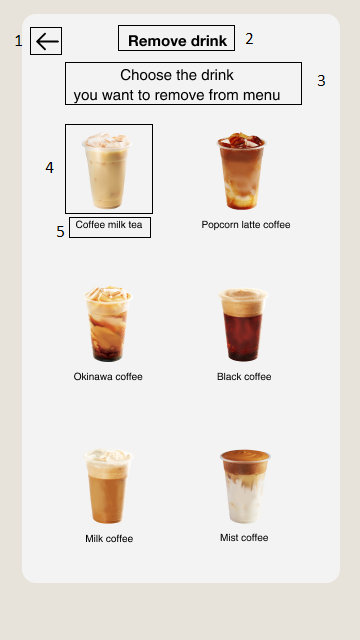 1
Remove drink 2
Choose the drink
you want to remove from menu
3
4
5
Coffee milk tea
Popcorn latte coffee
Okinawa coffee
Black coffee
Milk coffee
Mist coffee